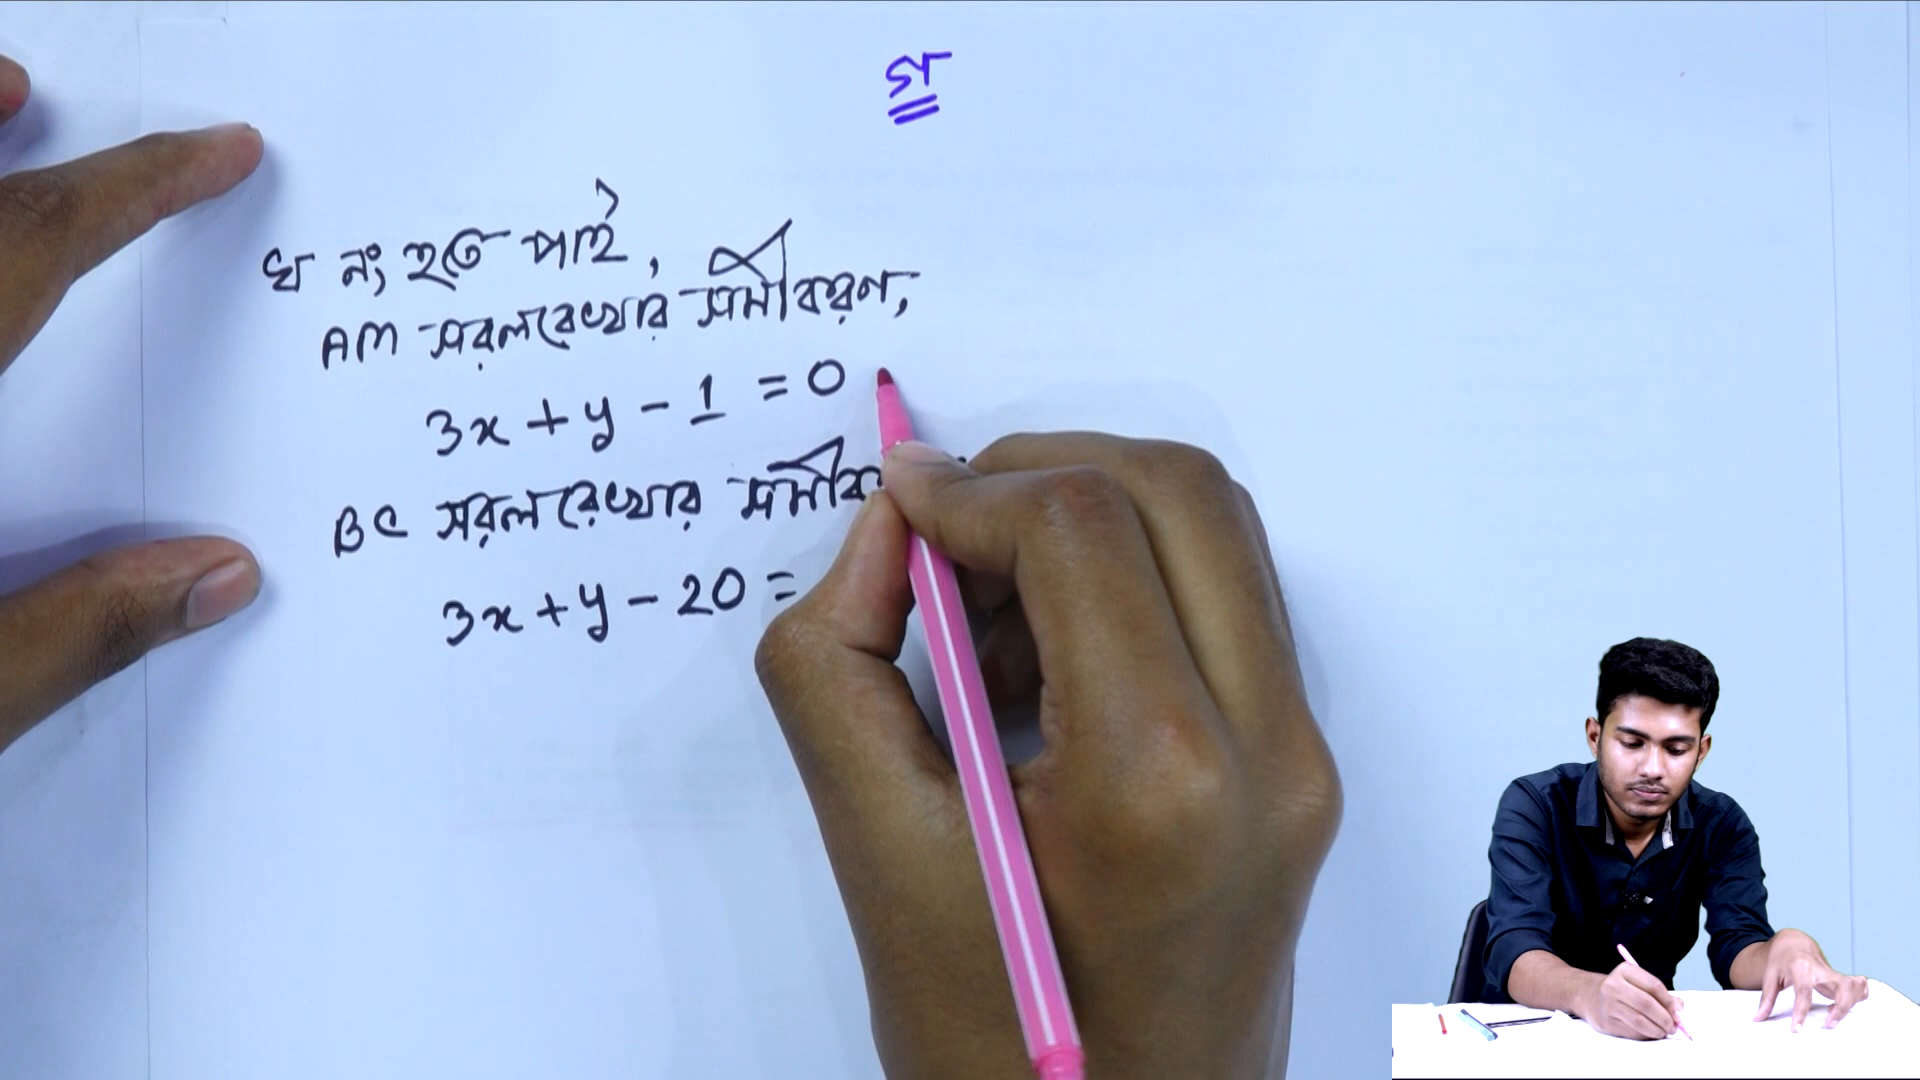 গ
খ নং হতে পাই,
AM সরলরেখার সমীকরণ,
3x + y - 1 = 0
BC সরলরেখার
3x + y - 20 =